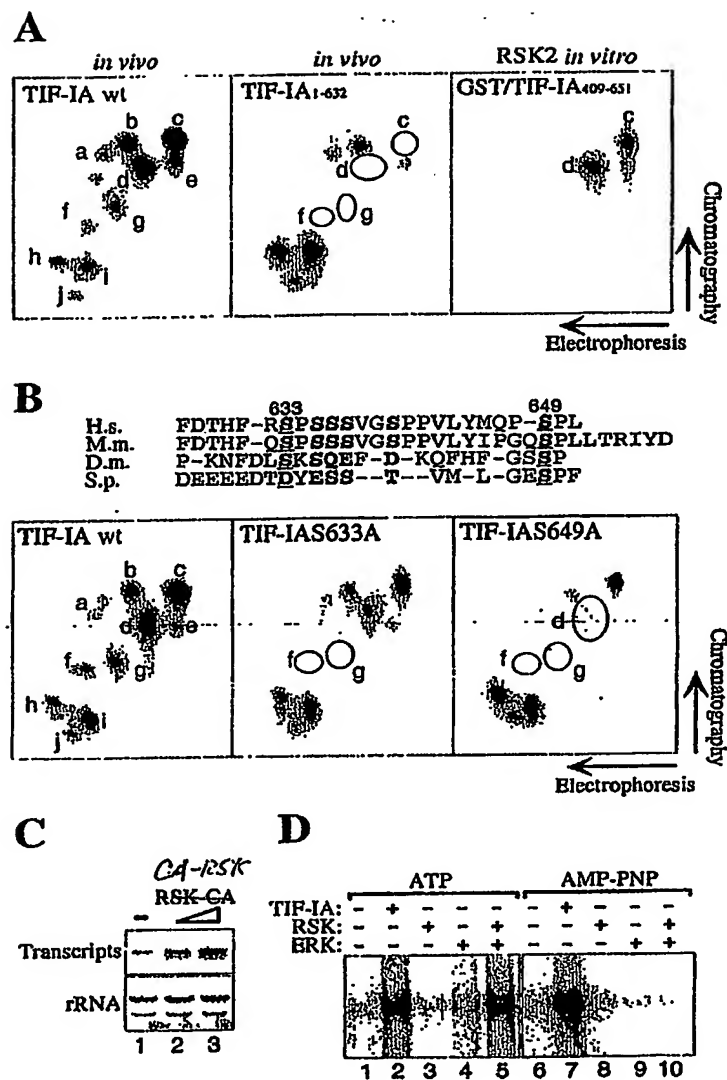 A
in vivo in vivo RSK2 in vitro
TIF-IA wt TIF-IA1-632 GST/TIF-IA409-651
a b c d e f g h i j
c d f g
c d
Chromatography
Electrophoresis
B
633 649
H.s. FDTHF-RSPSSSVGSPPVLYMQP-SPL
M.m. FDTHF-QSPSSSVGSPPVLYIPGQSPLLTRIYD
D.m. P-KNFDLSKSQEF-D-KQFHF-GSSP
S.p. DEEEEDTDYESS--T--VM-L-GESPF
TIF-IA wt TIF-IAS633A TIF-IAS649A
a b c d e f g h i j
f g
d f g
Chromatography
Electrophoresis
C
CA-RSK
RSK-CA
-
Transcripts
rRNA
1 2 3
D
ATP AMP-PNP
TIF-IA: - + - - - - + - - -
RSK: - - + - + - - + - +
ERK: - - - + + - - - + +
1 2 3 4 5 6 7 8 9 10